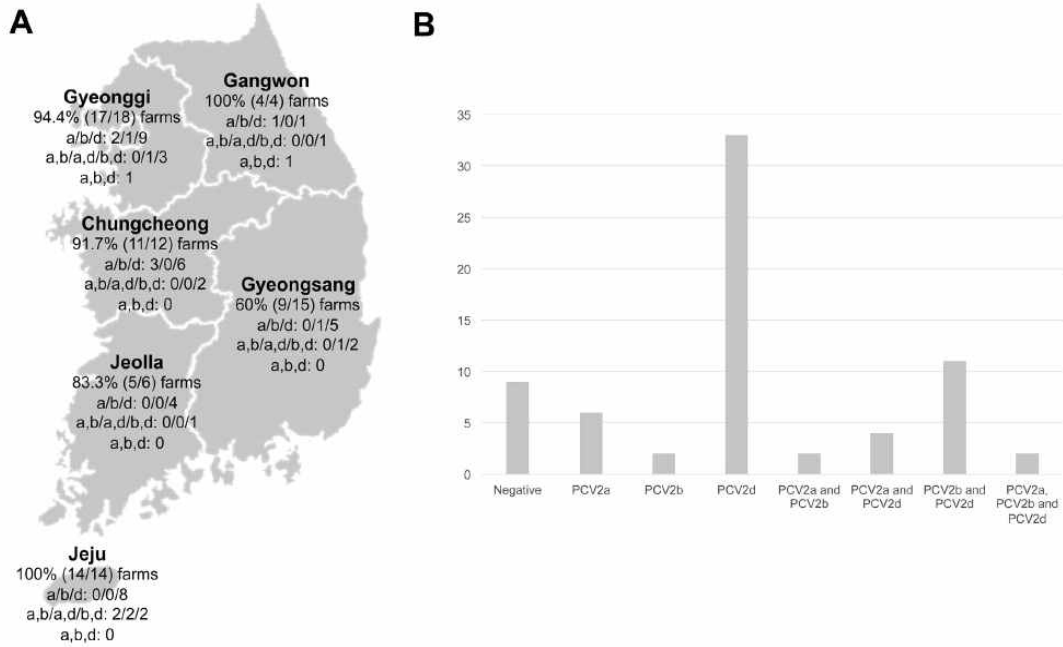 A
Gyeonggi
94.4% (17/18) farms
a/b/d: 2/1/9
a,b/a,d/b,d: 0/1/3
a,b,d: 1
Gangwon
100% (4/4) farms
a/b/d: 1/0/1
a,b/a,d/b,d: 0/0/1
a,b,d: 1
Chungcheong
91.7% (11/12) farms
a/b/d: 3/0/6
a,b/a,d/b,d: 0/0/2
a,b,d: 0
Gyeongsang
60% (9/15) farms
a/b/d: 0/1/5
a,b/a,d/b,d: 0/1/2
a,b,d: 0
Jeolla
83.3% (5/6) farms
a/b/d: 0/0/4
a,b/a,d/b,d: 0/0/1
a,b,d: 0
Jeju
100% (14/14) farms
a/b/d: 0/0/8
a,b/a,d/b,d: 2/2/2
a,b,d: 0
B
35
30
25
20
15
10
5
0
Negative
PCV2a
PCV2b
PCV2d
PCV2a and
PCV2b
PCV2a and
PCV2d
PCV2b and
PCV2d
PCV2a,
PCV2b and
PCV2d